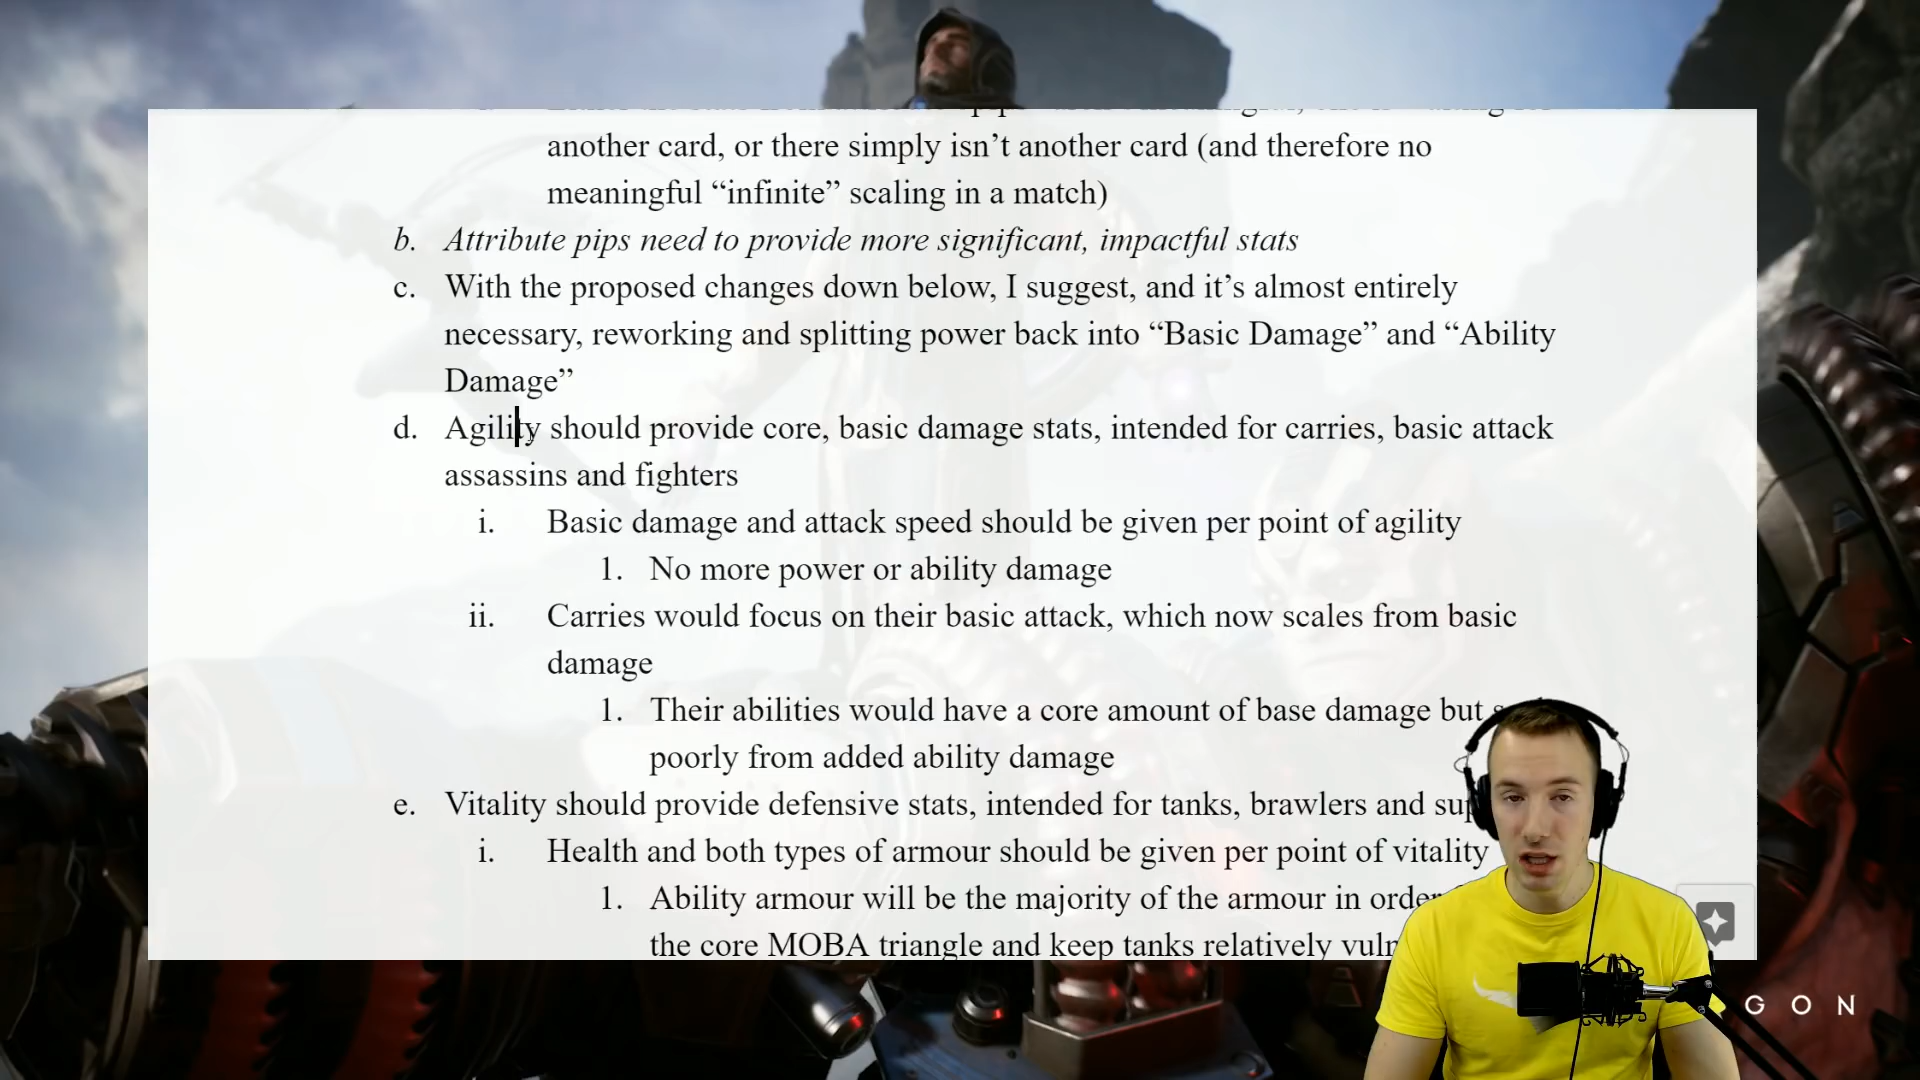 another card, or there simply isn’t another card (and therefore no
meaningful “infinite” scaling in a match)
b. Attribute pips need to provide more significant, impactful stats
c. With the proposed changes down below, I suggest, and it’s almost entirely
necessary, reworking and splitting power back into “Basic Damage” and “Ability
Damage”
d. Agility should provide core, basic damage stats, intended for carries, basic attack
assassins and fighters
i. Basic damage and attack speed should be given per point of agility
1. No more power or ability damage
ii. Carries would focus on their basic attack, which now scales from basic
damage
1. Their abilities would have a core amount of base damage but
poorly from added ability damage
e. Vitality should provide defensive stats, intended for tanks, brawlers and
i. Health and both types of armour should be given per point of vitality
1. Ability armour will be the majority of the armour in order
the core MOBA triangle and keep tanks relatively
GON